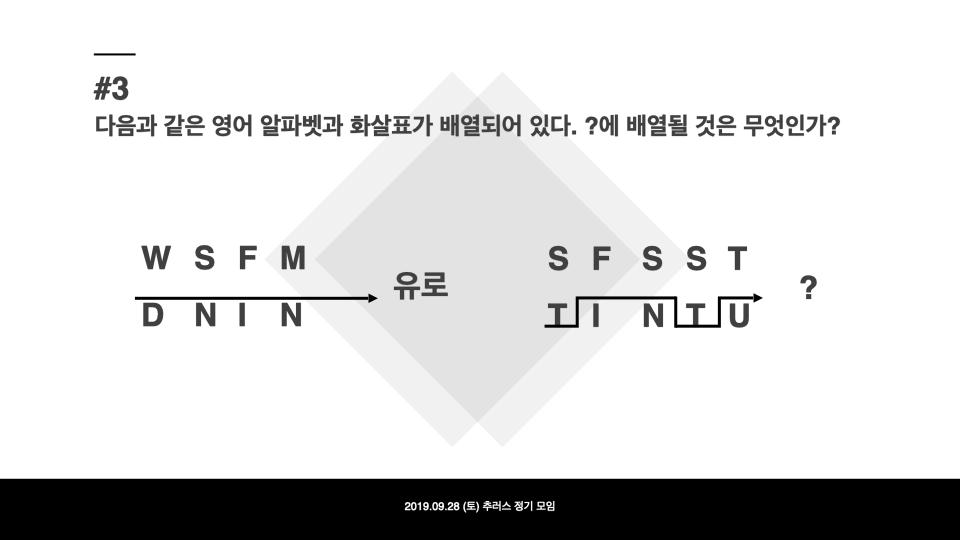 #3
다음과 같은 영어 알파벳과 화살표가 배열되어 있다. ?에 배열될 것은 무엇인가?
W S F M
D N I N
유로
S F S S T
T I N T U
?
2019.09.28 (토) 추러스 정기 모임